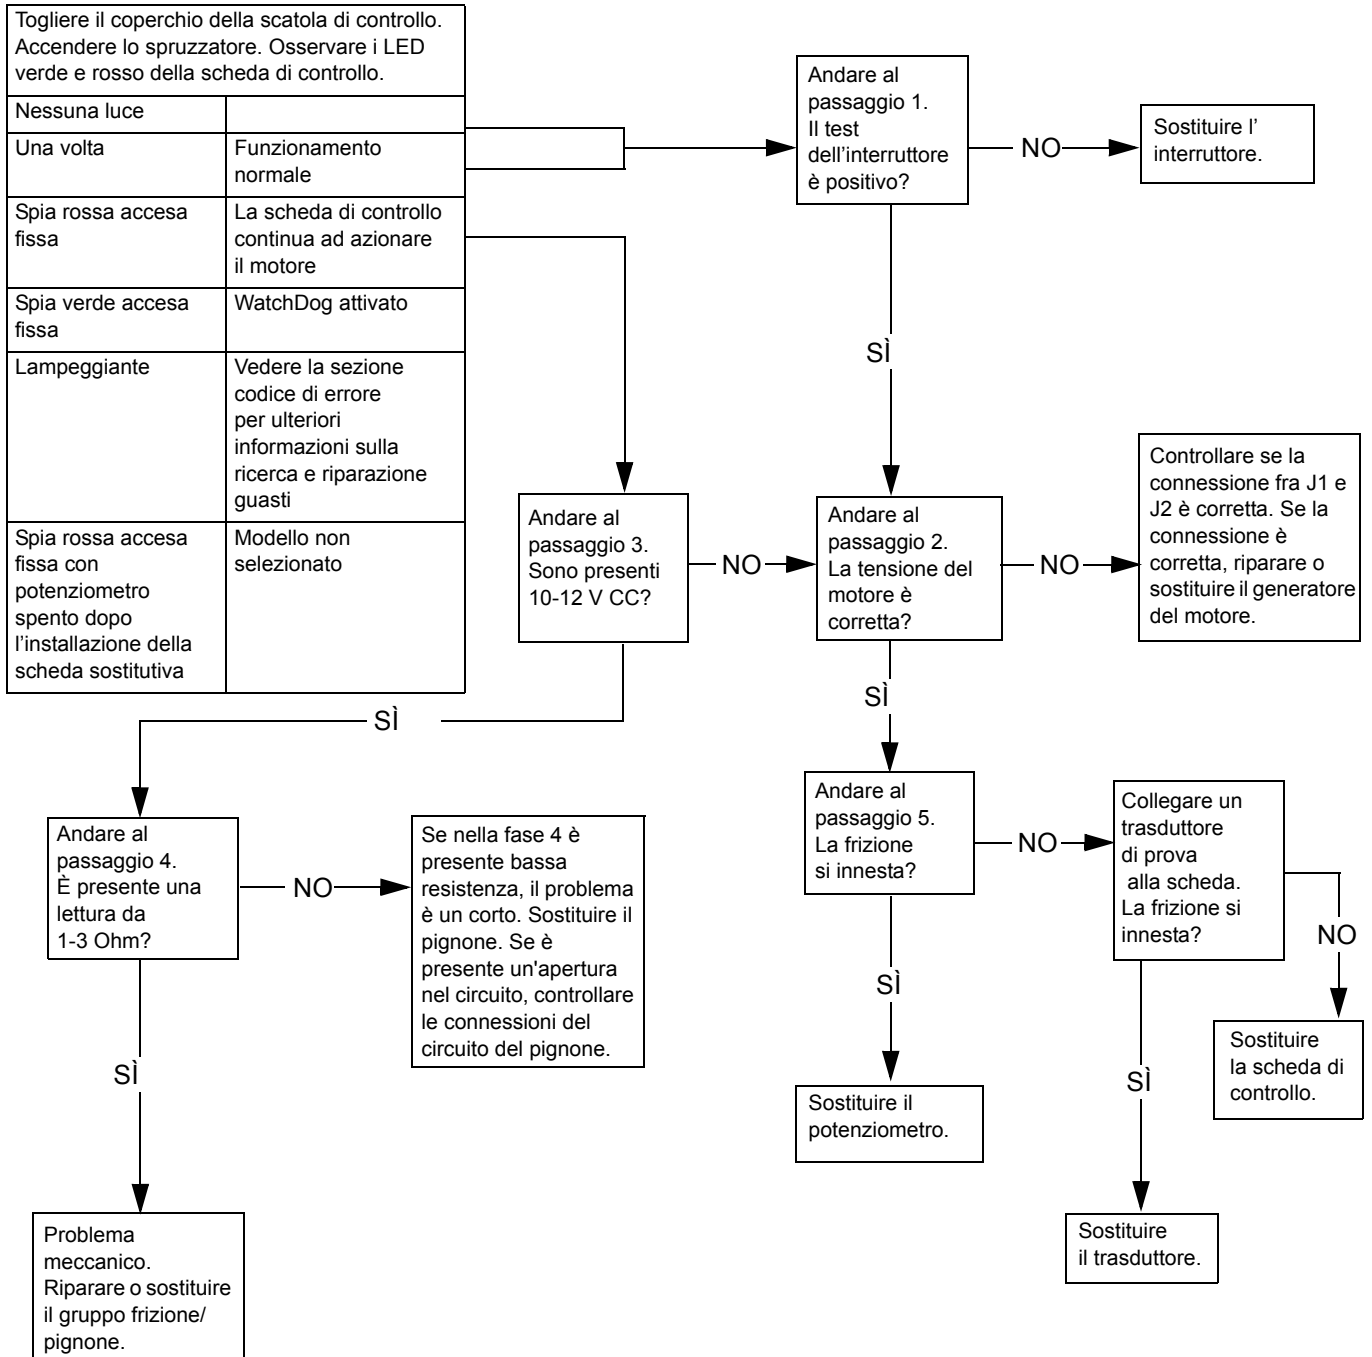 Togliere il coperchio della scatola di controllo.
Accendere lo spruzzatore. Osservare i LED
verde e rosso della scheda di controllo.
Nessuna luce
Una volta
Funzionamento
normale
Spia rossa accesa
fissa
La scheda di controllo
continua ad azionare
il motore
Spia verde accesa
fissa
WatchDog attivato
Lampeggiante
Vedere la sezione
codice di errore
per ulteriori
informazioni sulla
ricerca e riparazione
guasti
Spia rossa accesa
fissa con
potenziometro
spento dopo
l’installazione della
scheda sostitutiva
Modello non
selezionato
Andare al
passaggio 1.
Il test
dell’interruttore
è positivo?
NO
Sostituire l’
interruttore.
SÌ
Andare al
passaggio 3.
Sono presenti
10-12 V CC?
NO
Andare al
passaggio 2.
La tensione del
motore è
corretta?
NO
Controllare se la
connessione fra J1 e
J2 è corretta. Se la
connessione è
corretta, riparare o
sostituire il generatore
del motore.
SÌ
SÌ
Andare al
passaggio 4.
È presente una
lettura da
1-3 Ohm?
NO
Se nella fase 4 è
presente bassa
resistenza, il problema
è un corto. Sostituire il
pignone. Se è
presente un'apertura
nel circuito, controllare
le connessioni del
circuito del pignone.
Andare al
passaggio 5.
La frizione
si innesta?
NO
Collegare un
trasduttore
di prova
alla scheda.
La frizione si
innesta?
NO
SÌ
SÌ
SÌ
Sostituire
la scheda di
controllo.
Sostituire il
potenziometro.
Sostituire
il trasduttore.
Problema
meccanico.
Riparare o sostituire
il gruppo frizione/
pignone.